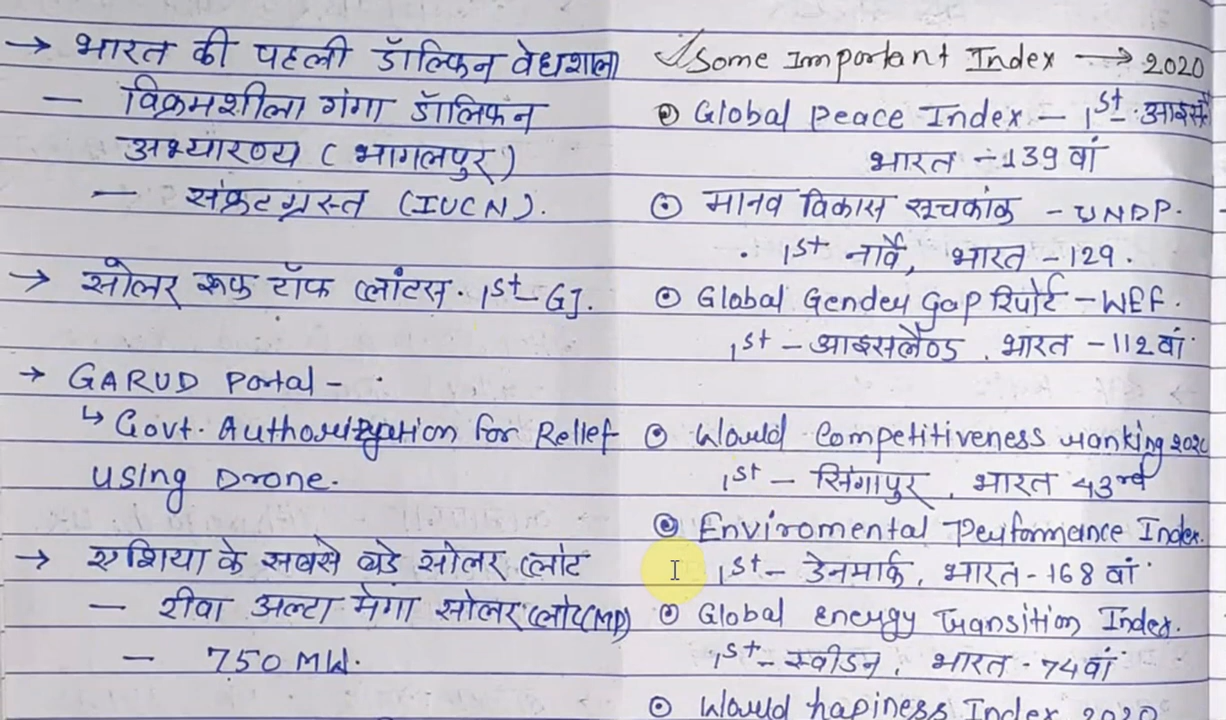 → भारत की पहली डॉल्फिन वेधशाला
– विक्रमशीला गंगा डॉलफिन
अभ्यारण्य ( भागलपुर )
– संकटग्रस्त (IUCN).
→ सोलर रूफ टॉफ प्लांटस. 1st - GJ.
→ GARUD Portal -
↳ Govt. Authorization for Relief
using Drone.
→ एशिया के सबसे बडे सोलर प्लांट
– रीवा अल्टा मेगा सोलर प्लांट (MP)
– 750 MW.
Some Important Index → 2020
Global Peace Index – 1st आइसलै
भारत - 139 वां
मानव विकास सूचकांक - UNDP.
1st नार्वे, भारत - 129.
Global Gender Gap रिपोर्ट - WEF.
1st - आइसलैण्ड, भारत - 112 वां
World Competitiveness ranking 2020
1st - सिंगापुर, भारत 43rd
Enviromental Performance Index.
1st - डेनमार्क, भारत - 168 वां
Global Energy Transition Index.
1st - स्वीडन, भारत - 74 वां
World hapiness Index 2020